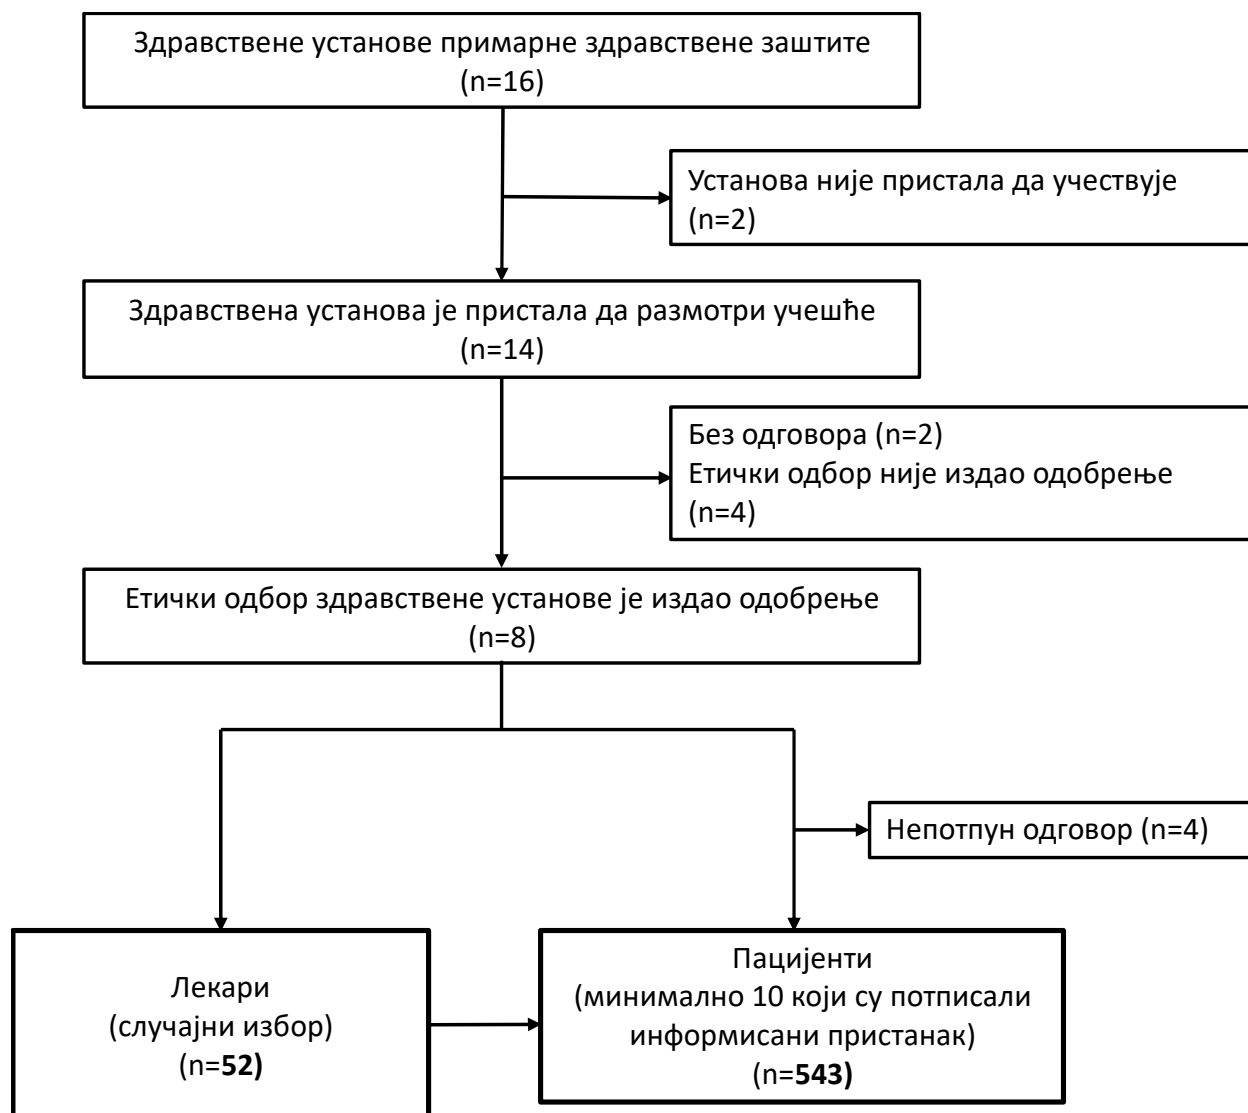 Здравствене установе примарне здравствене заштите
(n=16)
Установа није пристала да учествује
(n=2)
Здравствена установа је пристала да размотри учешће
(n=14)
Без одговора (n=2)
Етички одбор није издао одобрење
(n=4)
Етички одбор здравствене установе је издао одобрење
(n=8)
Непотпун одговор (n=4)
Лекари
(случајни избор)
(n=52)
Пацијенти
(минимално 10 који су потписали
информисани пристанак)
(n=543)